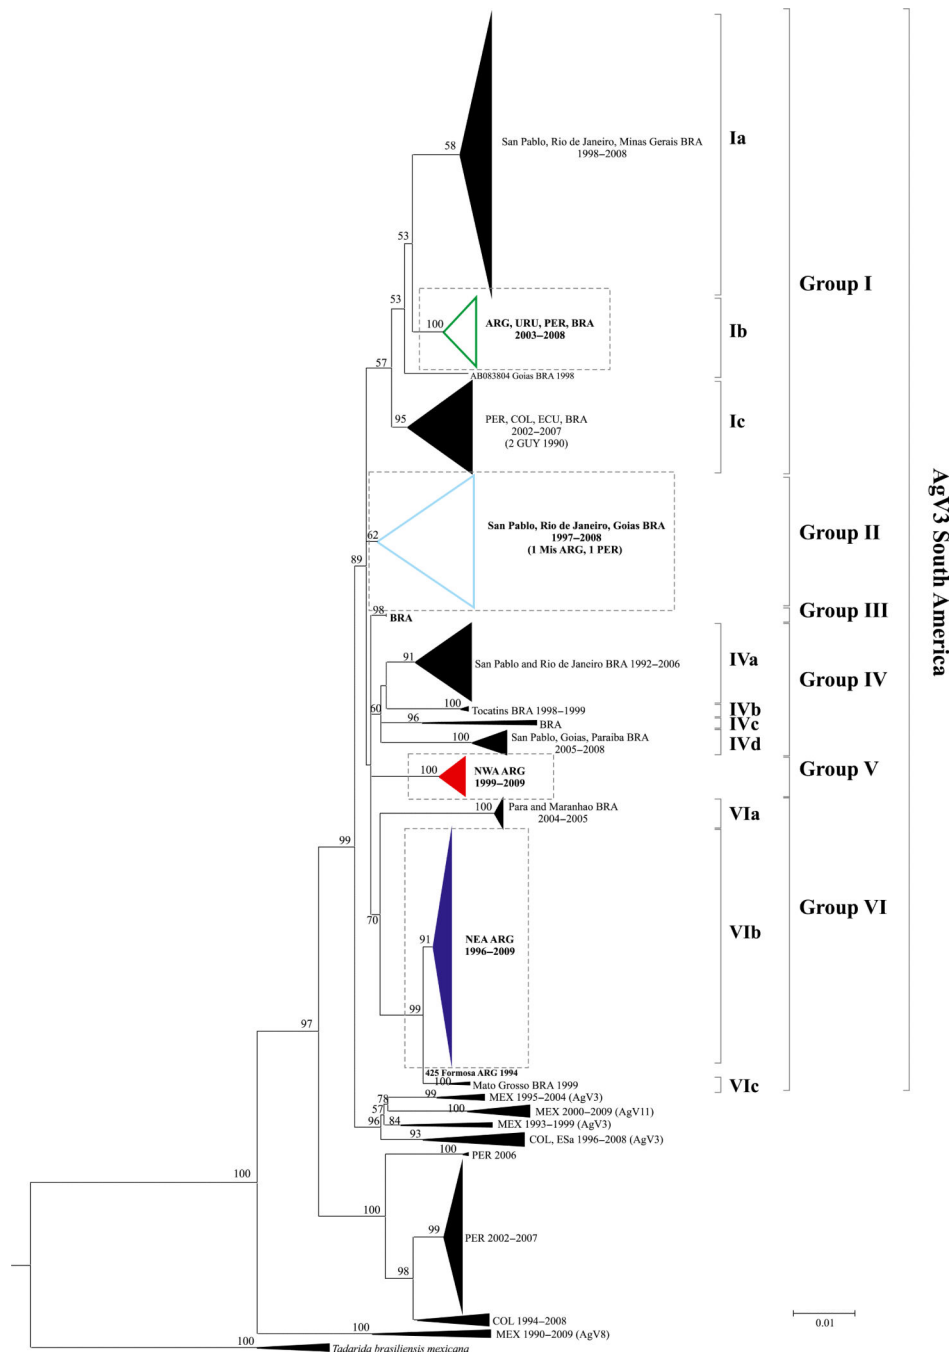 Ia
58
San Pablo, Rio de Janeiro, Minas Gerais BRA
1998–2008
53
Group I
53
100
ARG, URU, PER, BRA
2003–2008
Ib
57
AB083804 Goias BRA 1998
95
PER, COL, ECU, BRA
2002–2007
(2 GUY 1990)
Ic
AgV3 South America
62
San Pablo, Rio de Janeiro, Goias BRA
1997–2008
(1 Mis ARG, 1 PER)
Group II
89
98
BRA
Group III
91
San Pablo and Rio de Janeiro BRA 1992–2006
IVa
Group IV
60
100
Tocatins BRA 1998–1999
IVb
96
BRA
IVc
100
San Pablo, Goias, Paraiba BRA
2005–2008
IVd
100
NWA ARG
1999–2009
Group V
100
Para and Maranhao BRA
2004–2005
VIa
99
70
Group VI
91
NEA ARG
1996–2009
VIb
99
97
425 Formosa ARG 1994
100
Mato Grosso BRA 1999
VIc
78
99
MEX 1995–2004 (AgV3)
57
100
MEX 2000–2009 (AgV11)
96
84
MEX 1993–1999 (AgV3)
93
COL, ESa 1996–2008 (AgV3)
100
PER 2006
100
100
99
PER 2002–2007
98
COL 1994–2008
100
MEX 1990–2009 (AgV8)
100
Tadarida brasiliensis mexicana
0.01